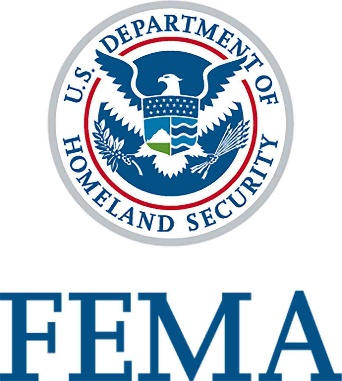 U.S. DEPARTMENT OF
HOMELAND SECURITY
FEMA